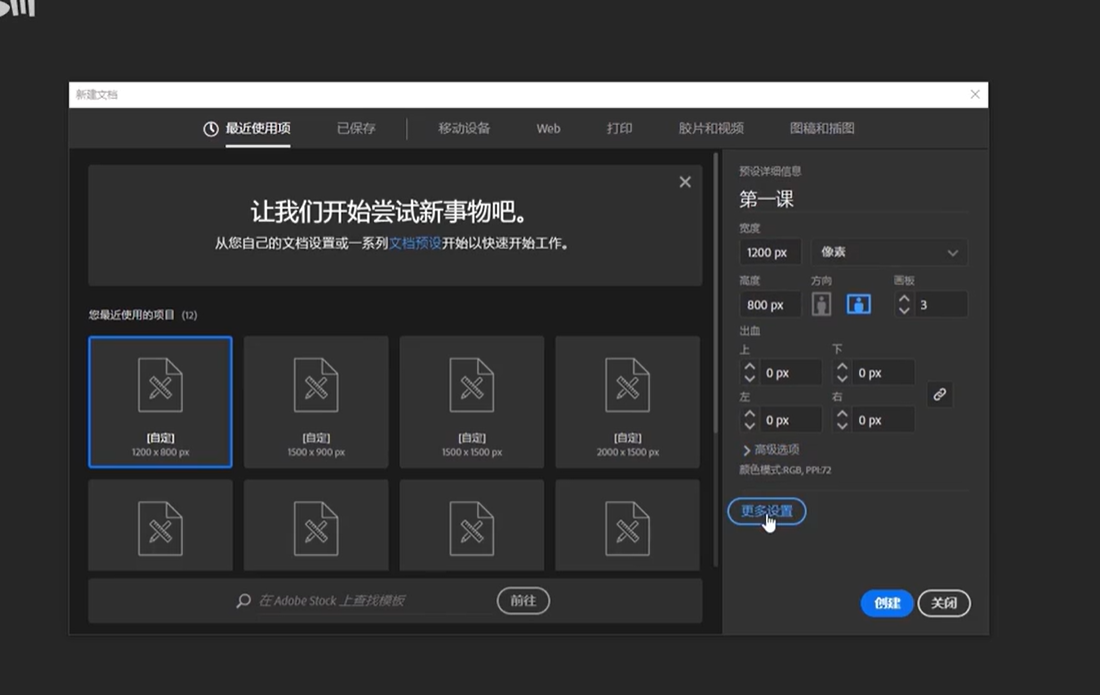 新建文档
最近使用项 已保存 移动设备 Web 打印 胶片和视频 图稿和插图
让我们开始尝试新事物吧。
从您自己的文档设置或一系列文档预设开始以快速开始工作。
您最近使用的项目 (12)
[自定] [自定] [自定] [自定]
1200 x 800 px 1500 x 900 px 1500 x 1500 px 2000 x 1500 px
在 Adobe Stock 上查找模板 前往
预设详细信息
第一课
宽度
1200 px 像素
高度 方向 画板
800 px 3
出血
上 下
0 px 0 px
左 右
0 px 0 px
高级选项
颜色模式:RGB, PPI:72
更多设置
创建 关闭